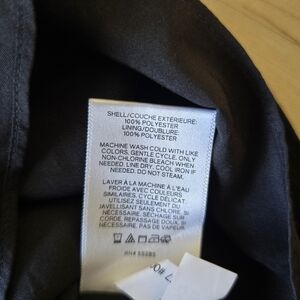 SHELL/COUCHE EXTÉRIEURE:
100% POLYESTER
LINING/DOUBLURE:
100% POLYESTER
MACHINE WASH COLD WITH LIKE
COLORS, GENTLE CYCLE. ONLY
NON-CHLORINE BLEACH WHEN
NEEDED. LINE DRY. COOL IRON IF
NEEDED. DO NOT STEAM.
LAVER À LA MACHINE À L'EAU
FROIDE AVEC COULEURS
SIMILAIRES, CYCLE DÉLICAT.
UTILISEZ SEULEMENT DU
JAVELLISANT SANS CHLORE, SI
NÉCESSAIRE. SÉCHAGE SUR
CORDE. REPASSAGE DOUX, SI
NÉCESSAIRE. PAS DE VAPEUR.